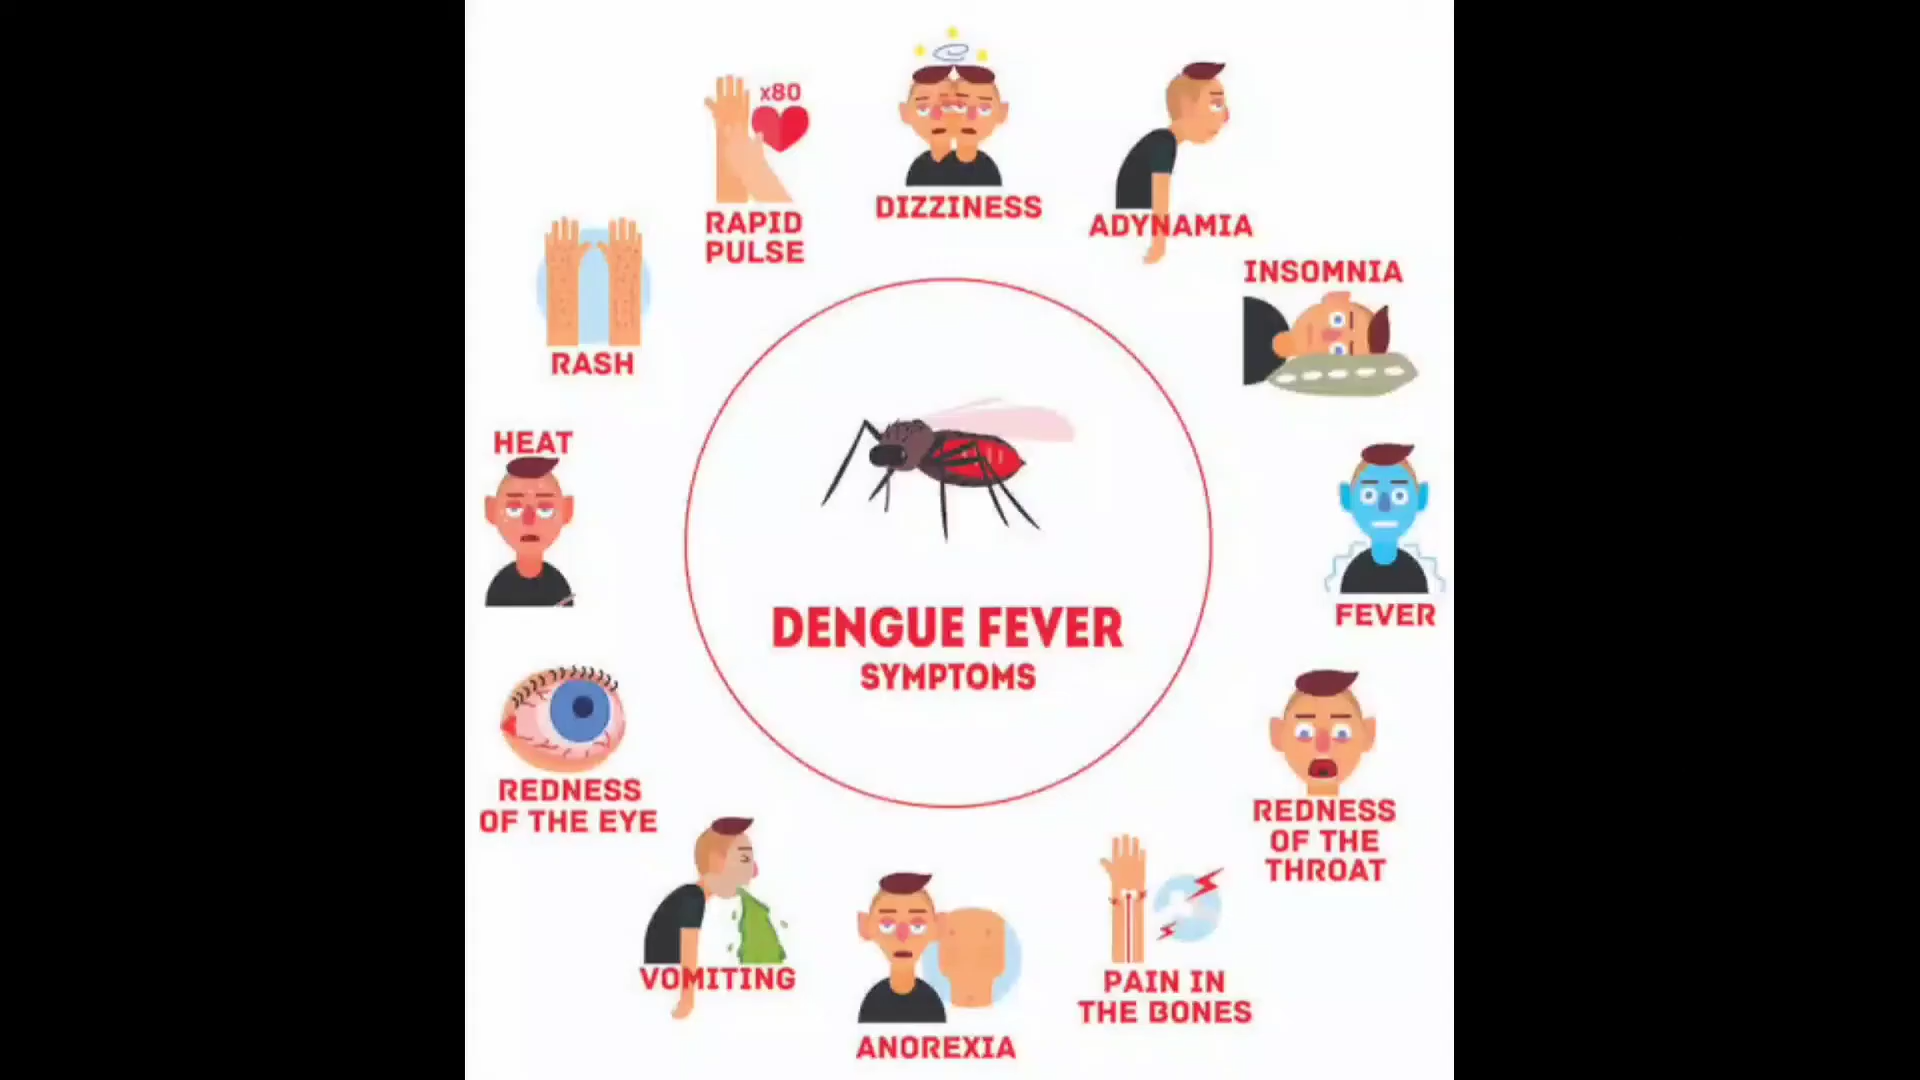 x80
RAPID
PULSE
DIZZINESS
ADYNAMIA
INSOMNIA
RASH
HEAT
FEVER
DENGUE FEVER
SYMPTOMS
REDNESS
OF THE EYE
REDNESS
OF THE
THROAT
VOMITING
ANOREXIA
PAIN IN
THE BONES